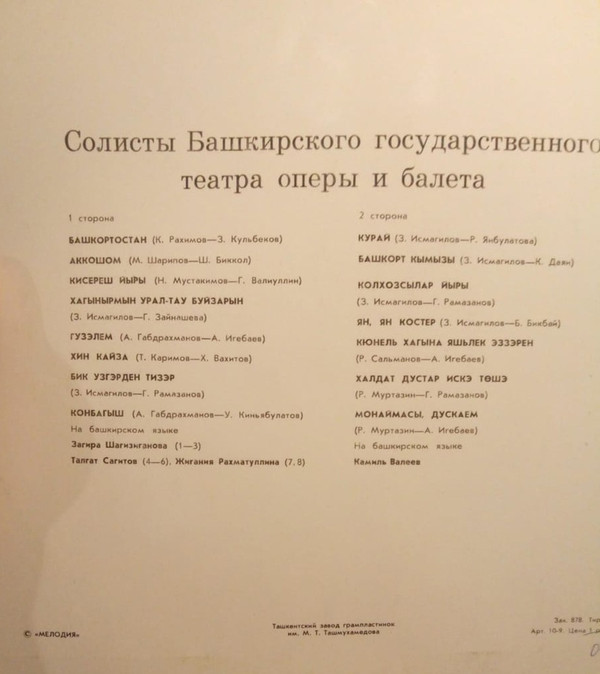 Солисты Башкирского государственного
театра оперы и балета
1 сторона
БАШКОРТОСТАН (К. Рахимов—З. Кульбеков)
АККОШОМ (М. Шарипов—Ш. Биккол)
КИСЕРЕШ ЙЫРЫ (Н. Мустакимов—Г. Валиуллин)
ХАГЫНЫРМЫН УРАЛ-ТАУ БУЙЗАРЫН
(З. Исмагилов—Г. Зайнашева)
ГУЗЭЛЕМ (А. Габдрахманов—А. Игебаев)
ХИН КАЙЗА (Т. Каримов—Х. Вахитов)
БИК УЗГЭРДЕН ТИЗЭР
(З. Исмагилов—Г. Рамазанов)
КОНБАГЫШ (А. Габдрахманов—У. Киньябулатов)
На башкирском языке
Загира Шагизыганова (1—3)
Талгат Сагитов (4—6), Жигания Рахматуллина (7, 8)
2 сторона
КУРАЙ (З. Исмагилов—Р. Янбулатова)
БАШКОРТ КЫМЫЗЫ (З. Исмагилов—К. Даян)
КОЛХОЗСЫЛАР ЙЫРЫ
(З. Исмагилов—Г. Рамазанов)
ЯН, ЯН КОСТЕР (З. Исмагилов—Б. Бикбай)
КЮНЕЛЬ ХАГЫНА ЯШЬЛЕК ЭЗЗЭРЕН
(Р. Сальманов—А. Игебаев)
ХАЛДАТ ДУСТАР ИСКЭ ТӨШЭ
(Р. Муртазин—Г. Рамазанов)
МОНАЙМАСЫ, ДУСКАЕМ
(Р. Муртазин—А. Игебаев)
На башкирском языке
Камиль Валеев
© «МЕЛОДИЯ»
Ташкентский завод грампластинок
им. М. Т. Ташмухамедова
Зак. 878.
Арт. 10-9. Цена